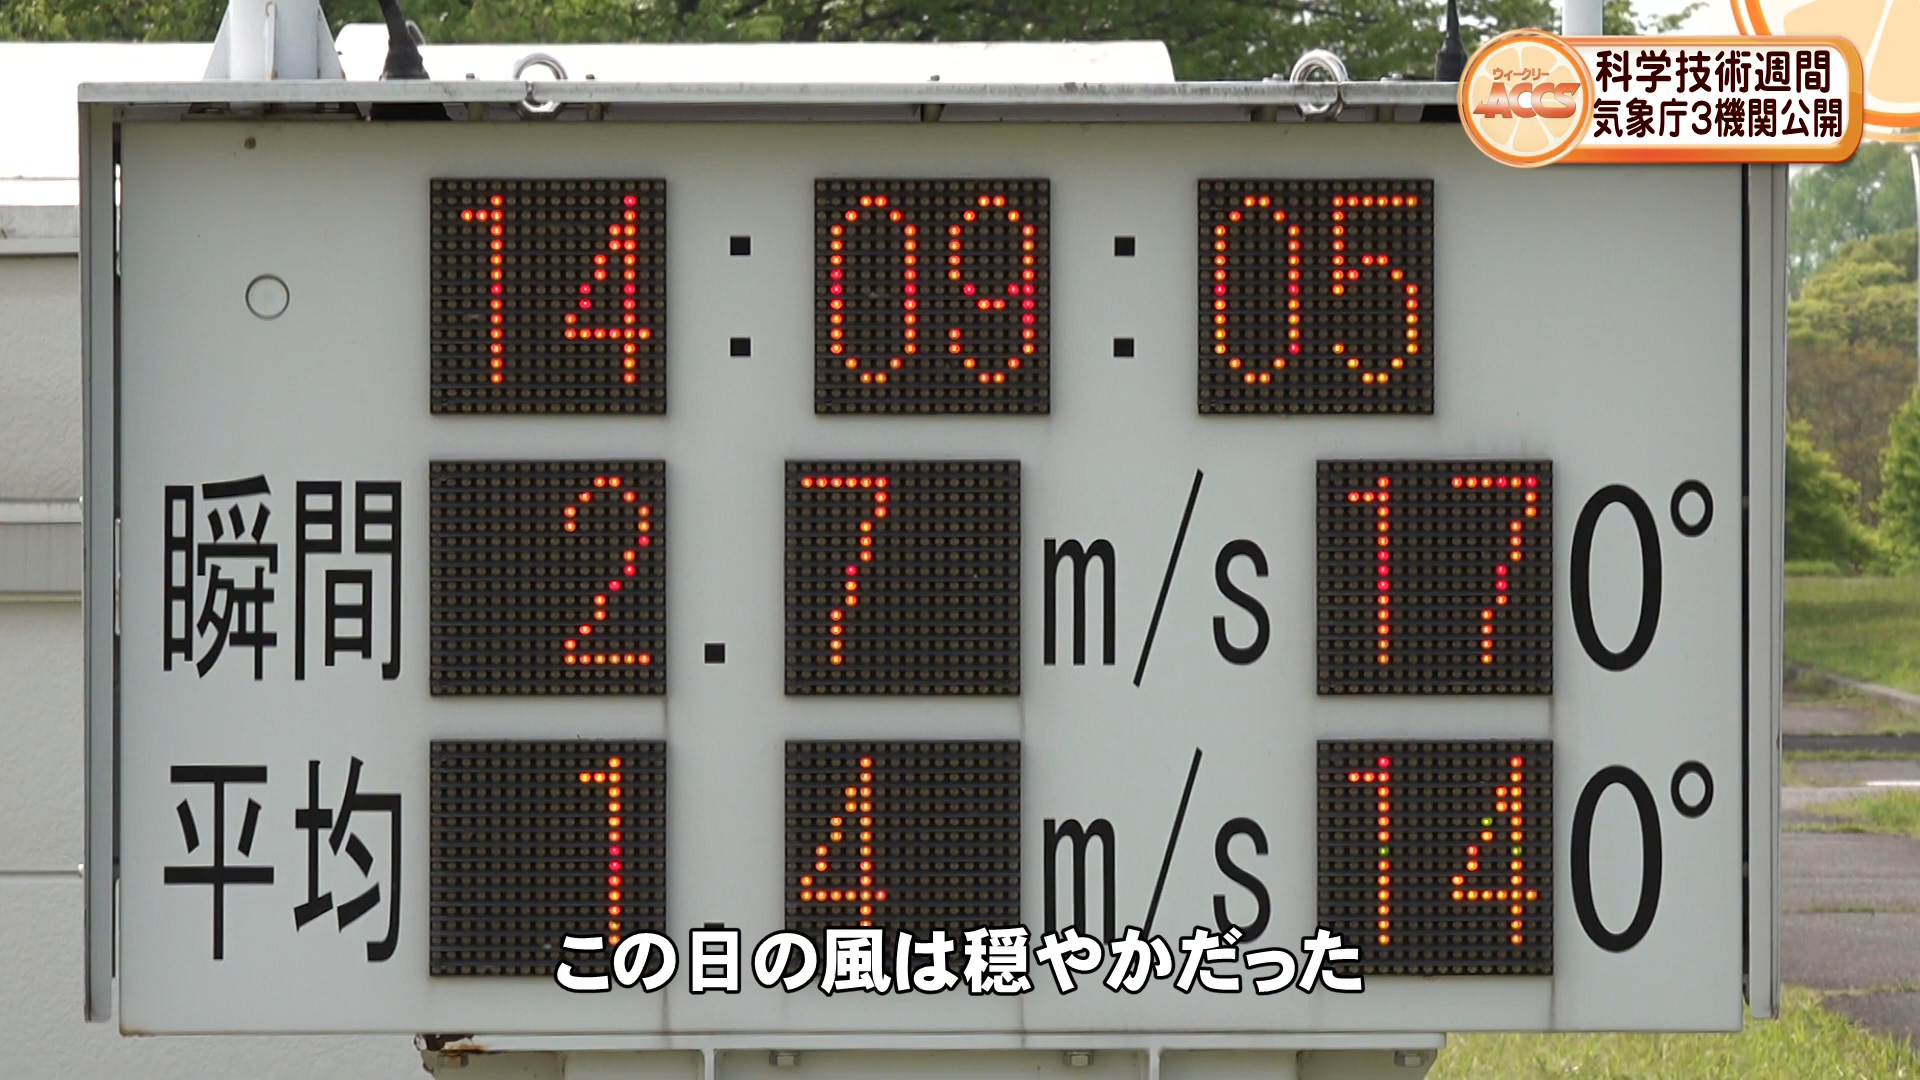 ウィークリー
ACCS
科学技術週間
気象庁3機関公開
14:09:05
瞬間 2.7 m/s 170°
平均 1.4 m/s 140°
この日の風は穏やかだった